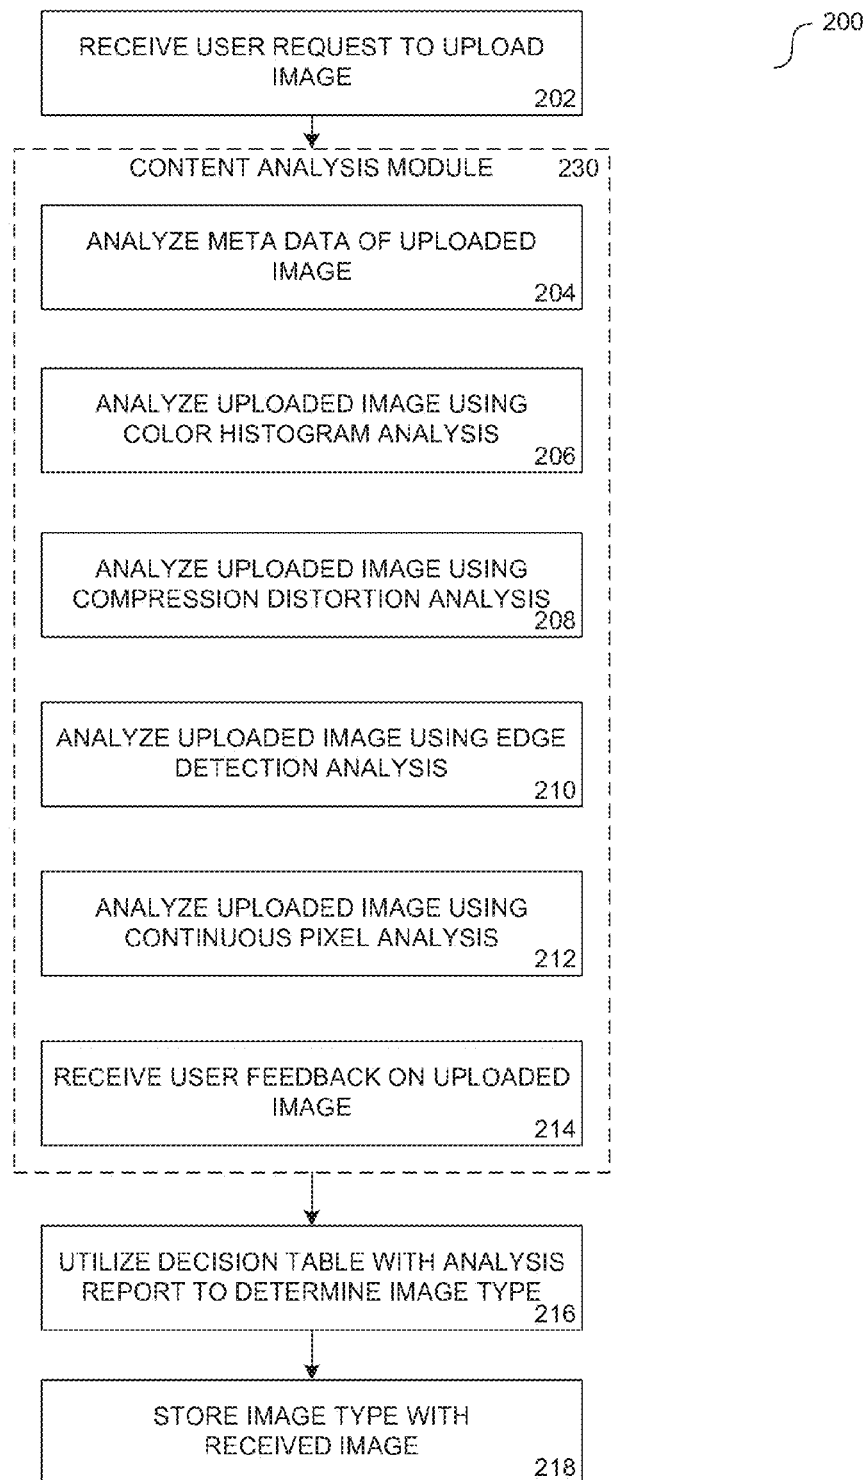 200
RECEIVE USER REQUEST TO UPLOAD
IMAGE
202
CONTENT ANALYSIS MODULE 230
ANALYZE META DATA OF UPLOADED
IMAGE
204
ANALYZE UPLOADED IMAGE USING
COLOR HISTOGRAM ANALYSIS
206
ANALYZE UPLOADED IMAGE USING
COMPRESSION DISTORTION ANALYSIS
208
ANALYZE UPLOADED IMAGE USING EDGE
DETECTION ANALYSIS
210
ANALYZE UPLOADED IMAGE USING
CONTINUOUS PIXEL ANALYSIS
212
RECEIVE USER FEEDBACK ON UPLOADED
IMAGE
214
UTILIZE DECISION TABLE WITH ANALYSIS
REPORT TO DETERMINE IMAGE TYPE
216
STORE IMAGE TYPE WITH
RECEIVED IMAGE
218